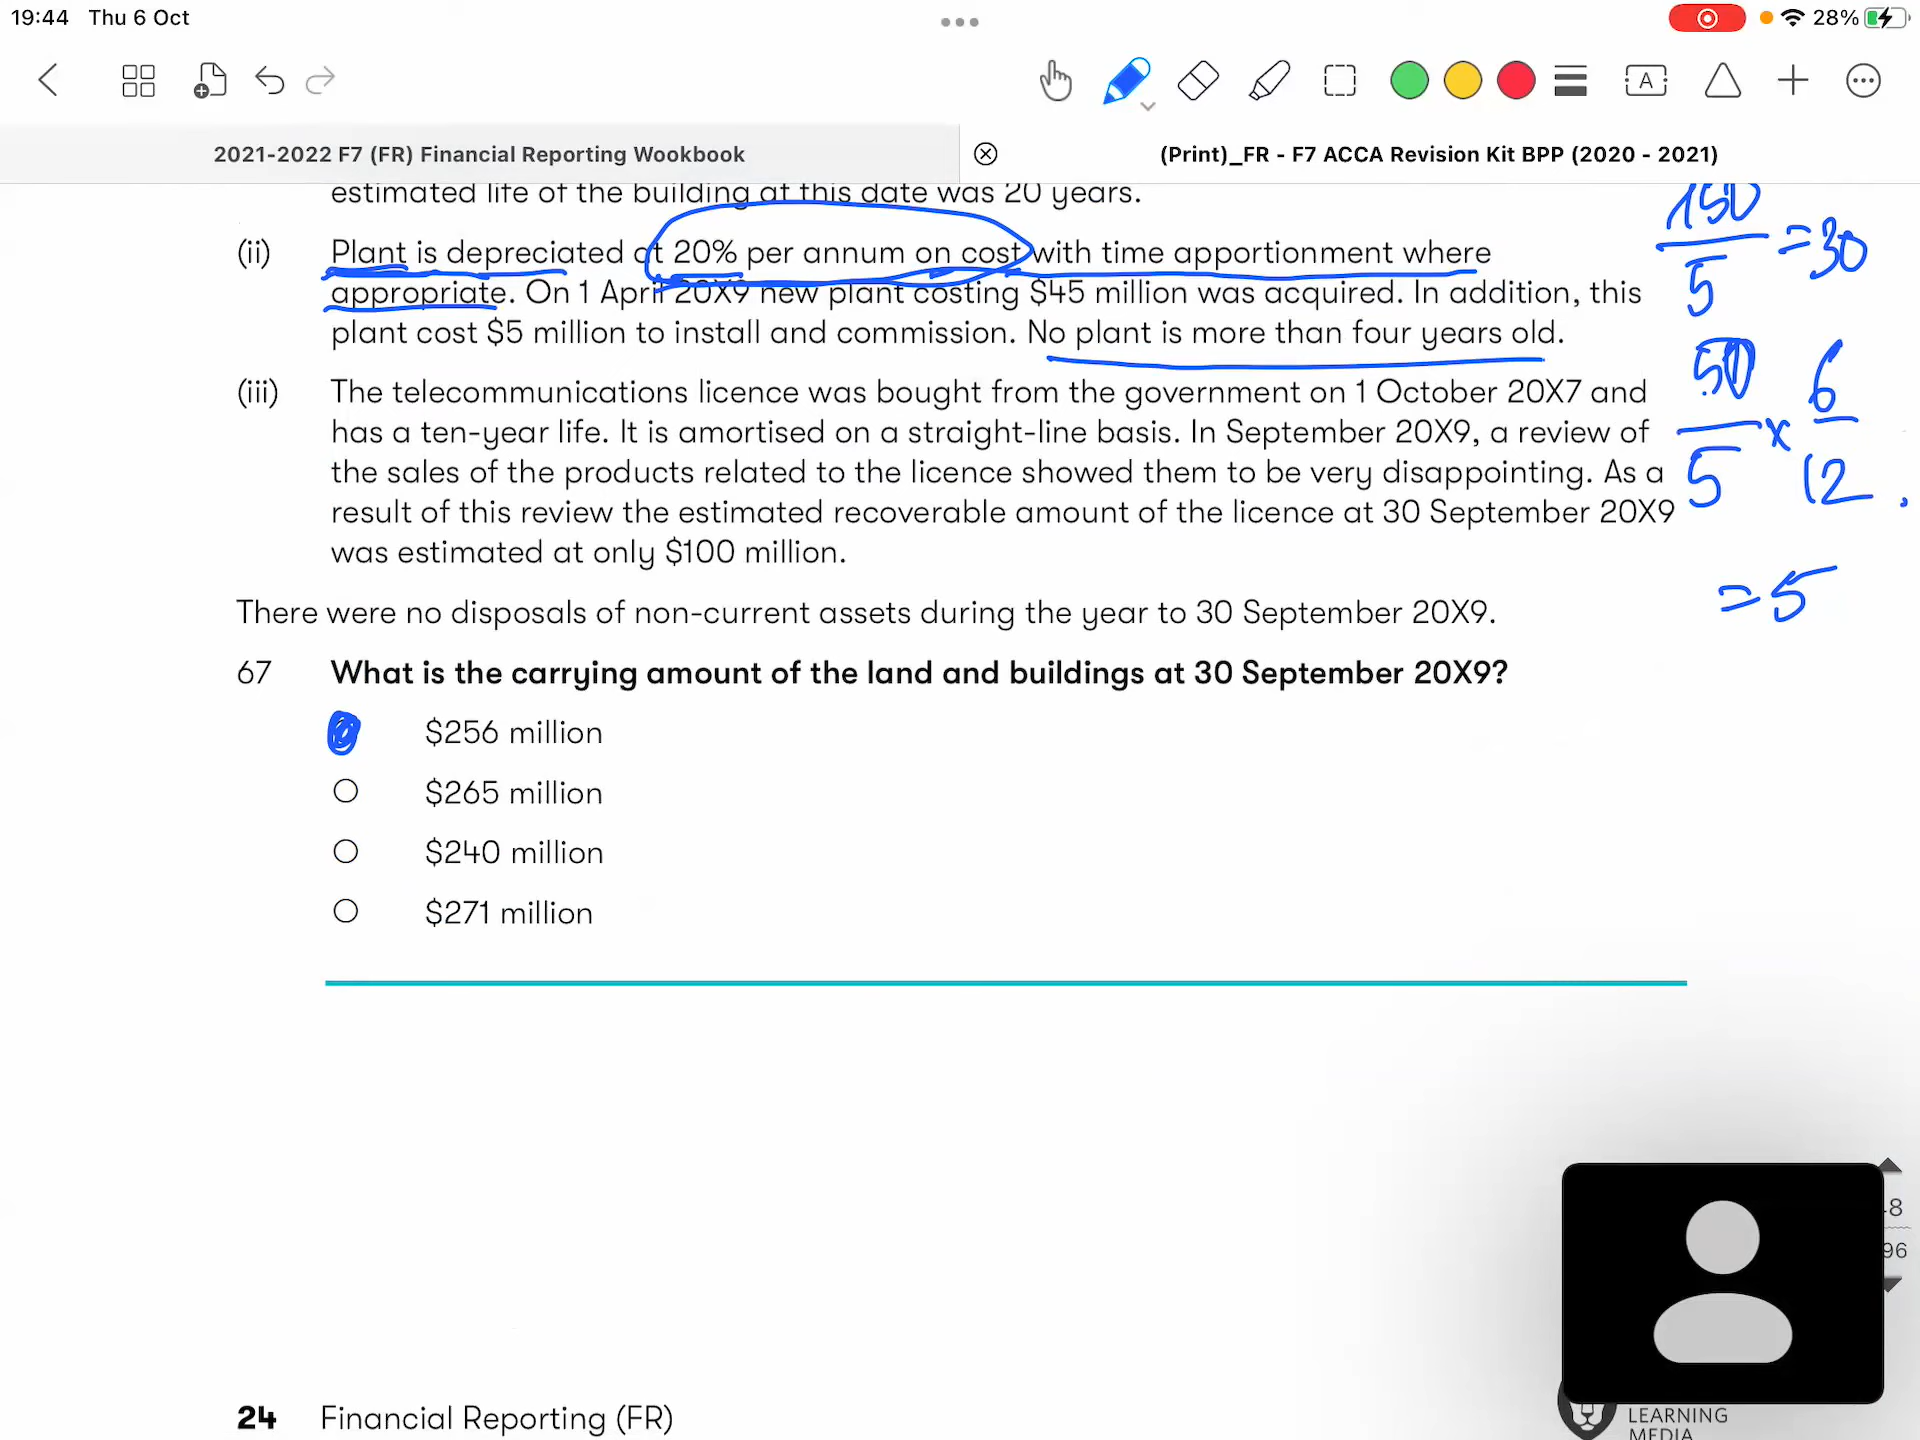 19:44 Thu 6 Oct
28%
A
2021-2022 F7 (FR) Financial Reporting Wookbook
(Print)_FR - F7 ACCA Revision Kit BPP (2020 - 2021)
estimated life of the building at this date was 20 years.
(ii) Plant is depreciated at 20% per annum on cost with time apportionment where
appropriate. On 1 April 20X9 new plant costing $45 million was acquired. In addition, this
plant cost $5 million to install and commission. No plant is more than four years old.
150
5
=30
50
5
x
6
12
=5
(iii) The telecommunications licence was bought from the government on 1 October 20X7 and
has a ten-year life. It is amortised on a straight-line basis. In September 20X9, a review of
the sales of the products related to the licence showed them to be very disappointing. As a
result of this review the estimated recoverable amount of the licence at 30 September 20X9
was estimated at only $100 million.
There were no disposals of non-current assets during the year to 30 September 20X9.
67 What is the carrying amount of the land and buildings at 30 September 20X9?
$256 million
$265 million
$240 million
$271 million
24 Financial Reporting (FR)
LEARNING
MEDIA